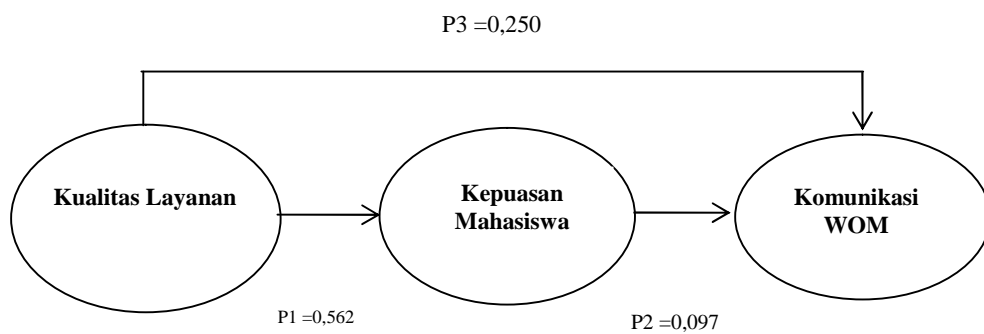 P3 =0,250
Kualitas Layanan
Kepuasan
Mahasiswa
Komunikasi
WOM
P1 =0,562
P2 =0,097